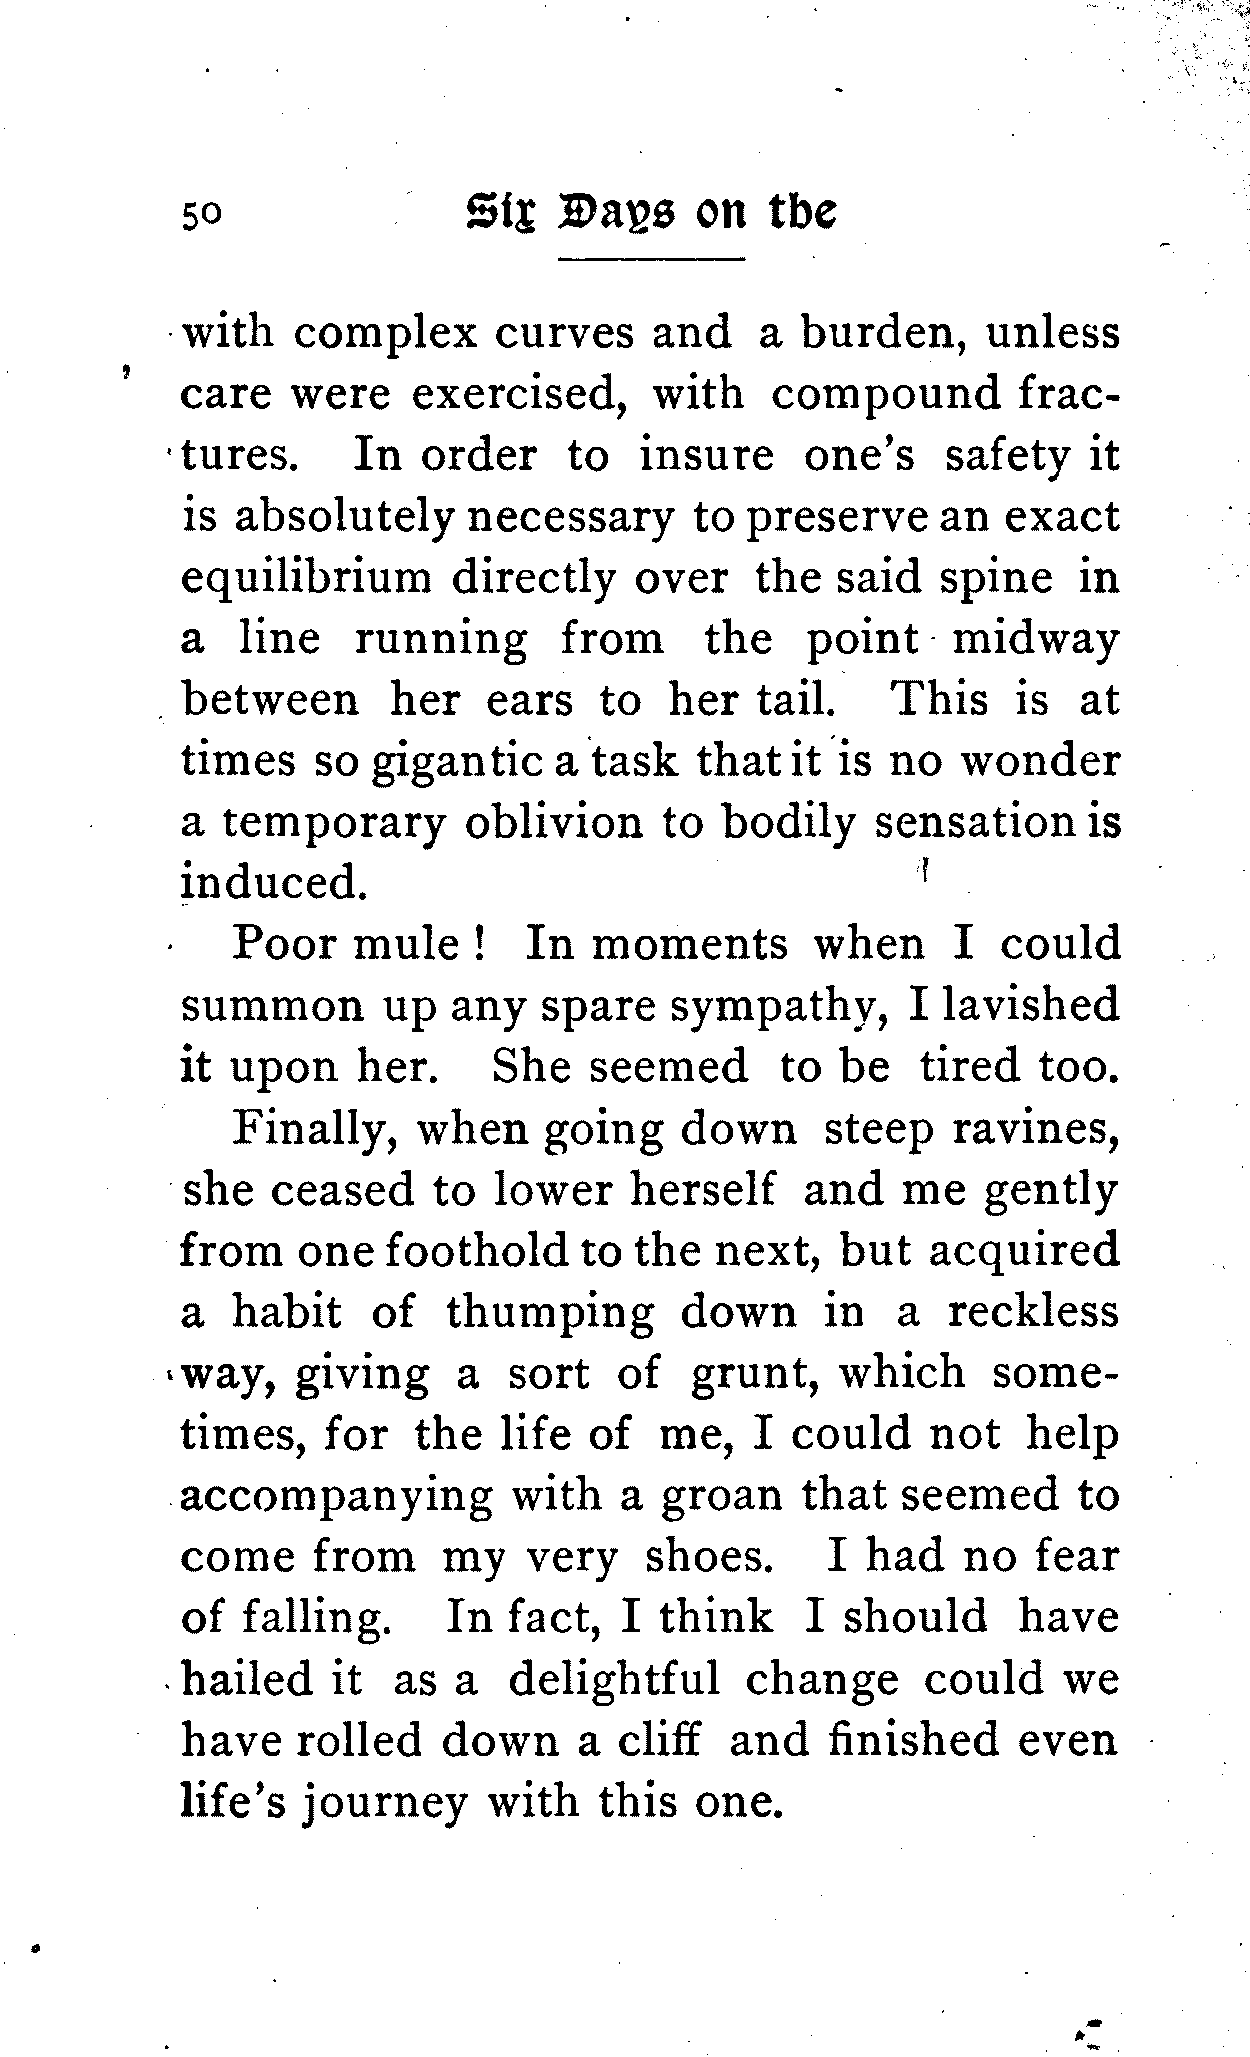 50 Six Days on the
with complex curves and a burden, unless
care were exercised, with compound frac-
tures. In order to insure one's safety it
is absolutely necessary to preserve an exact
equilibrium directly over the said spine in
a line running from the point midway
between her ears to her tail. This is at
times so gigantic a task that it is no wonder
a temporary oblivion to bodily sensation is
induced.
Poor mule! In moments when I could
summon up any spare sympathy, I lavished
it upon her. She seemed to be tired too.
Finally, when going down steep ravines,
she ceased to lower herself and me gently
from one foothold to the next, but acquired
a habit of thumping down in a reckless
way, giving a sort of grunt, which some-
times, for the life of me, I could not help
accompanying with a groan that seemed to
come from my very shoes. I had no fear
of falling. In fact, I think I should have
hailed it as a delightful change could we
have rolled down a cliff and finished even
life's journey with this one.